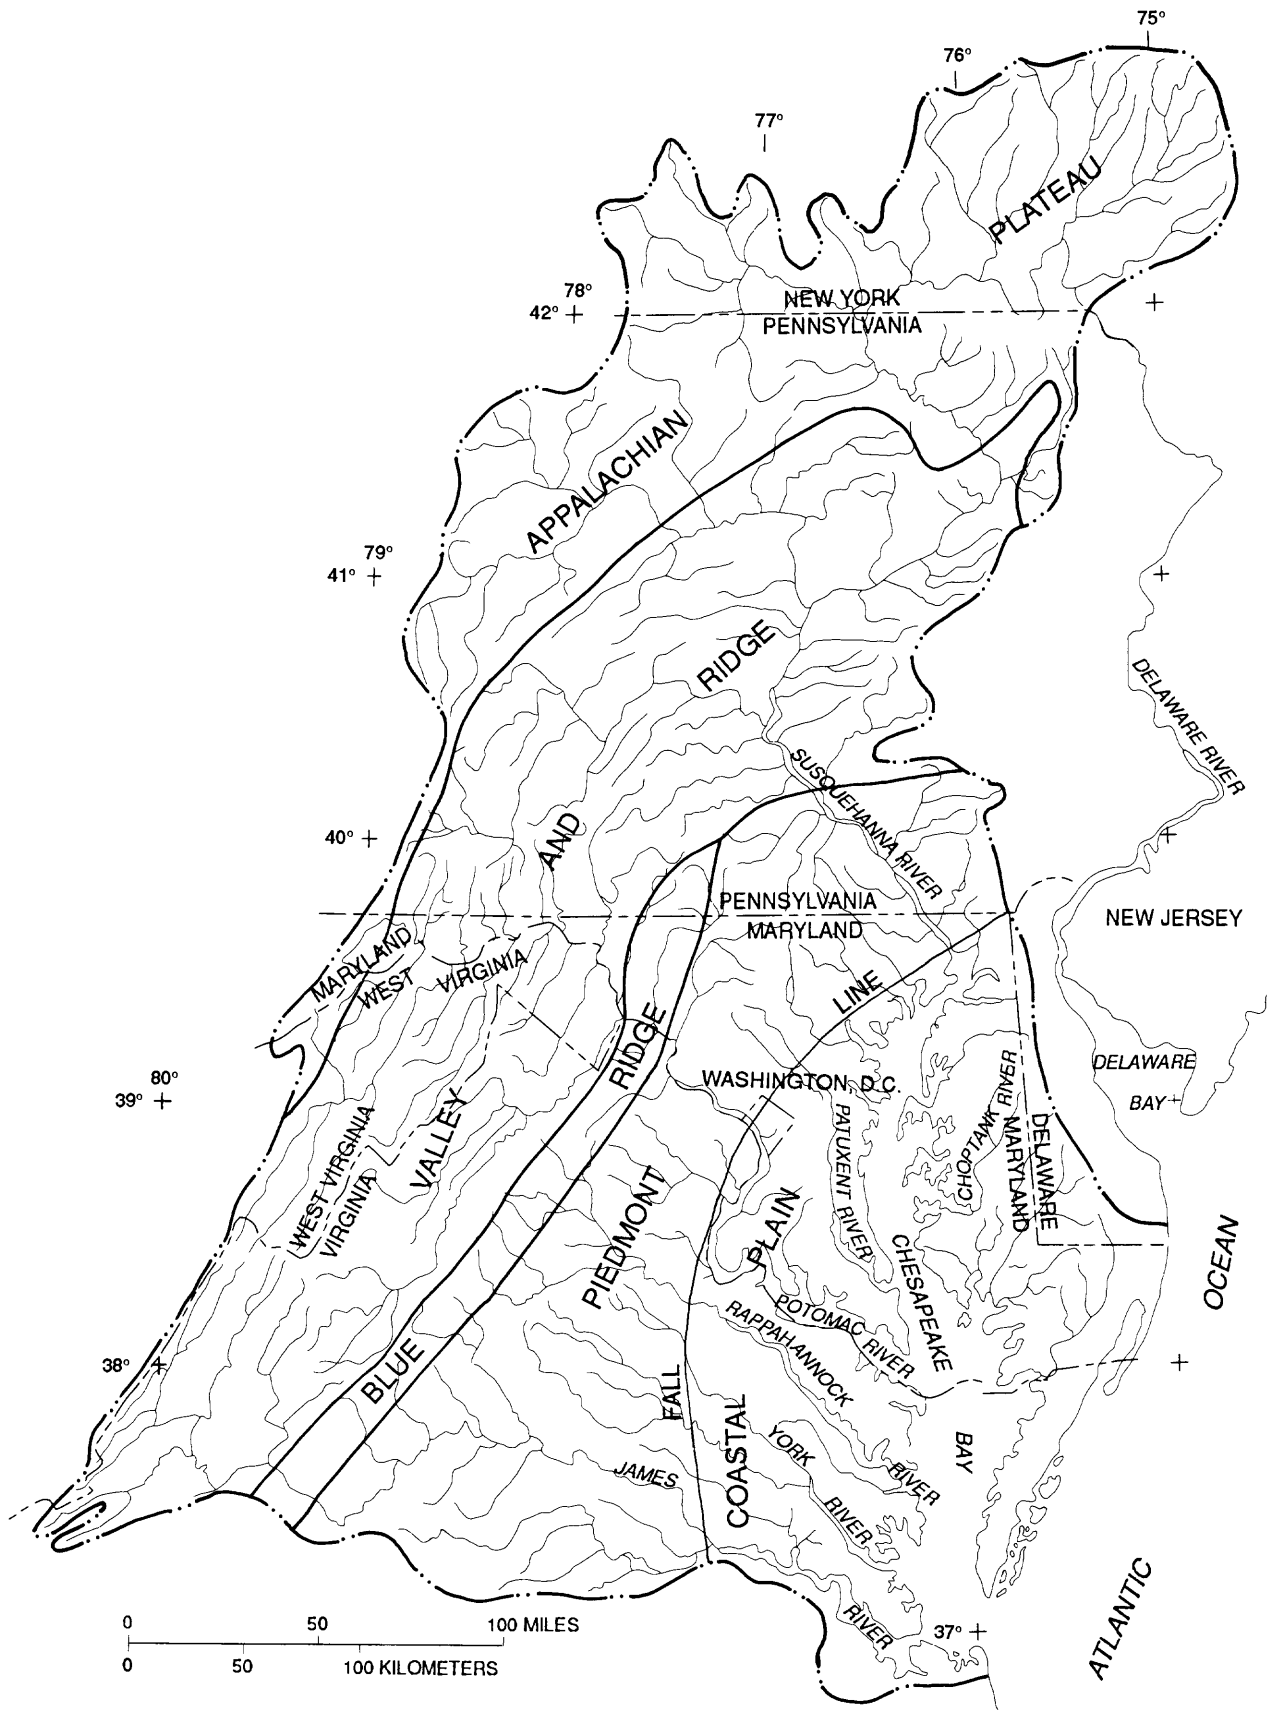 75°
76°
77°
PLATEAU
78°
42°
NEW YORK
PENNSYLVANIA
APPALACHIAN
79°
41°
RIDGE
DELAWARE RIVER
SUSQUEHANNA RIVER
40°
AND
PENNSYLVANIA
MARYLAND
NEW JERSEY
MARYLAND
WEST VIRGINIA
LINE
RIDGE
DELAWARE
BAY
80°
39°
WASHINGTON, D.C.
VALLEY
WEST VIRGINIA
VIRGINIA
PATUXENT RIVER
CHOPTANK RIVER
MARYLAND
DELAWARE
PIEDMONT
PLAIN
CHESAPEAKE
OCEAN
POTOMAC RIVER
RAPPAHANNOCK
38°
BLUE
FALL
COASTAL
YORK
BAY
JAMES
RIVER
RIVER
ATLANTIC
RIVER
37°
0 50 100 MILES
0 50 100 KILOMETERS